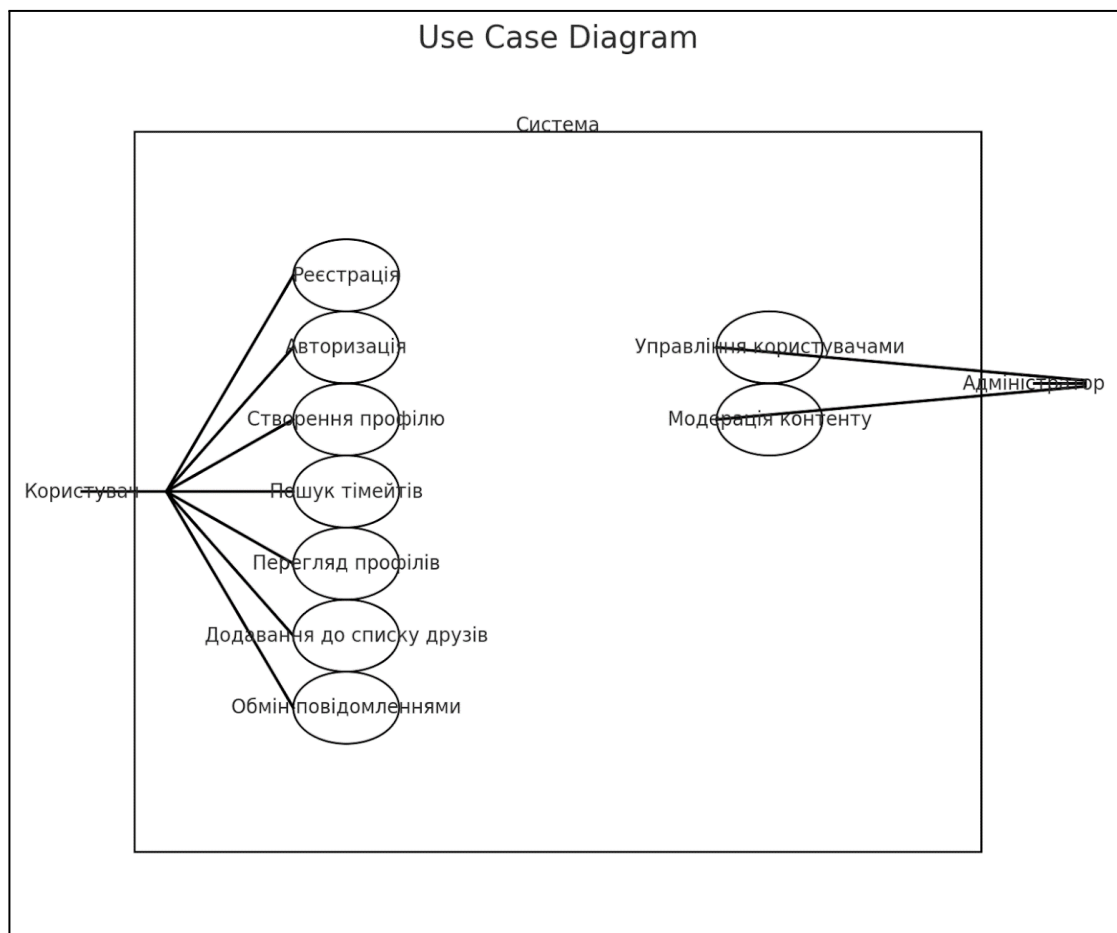 Use Case Diagram
Система
Реєстрація
Авторизація
Створення профілю
Користувач
Пошук тімейтів
Перегляд профілів
Додавання до списку друзів
Обмін повідомленнями
Управління користувачами
Модерація контенту
Адміністратор